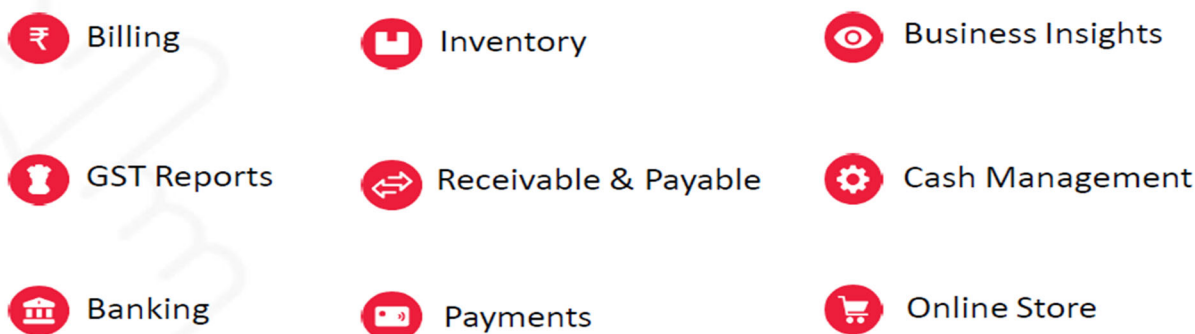 ₹ Billing
Inventory
Business Insights
GST Reports
Receivable & Payable
Cash Management
Banking
Payments
Online Store